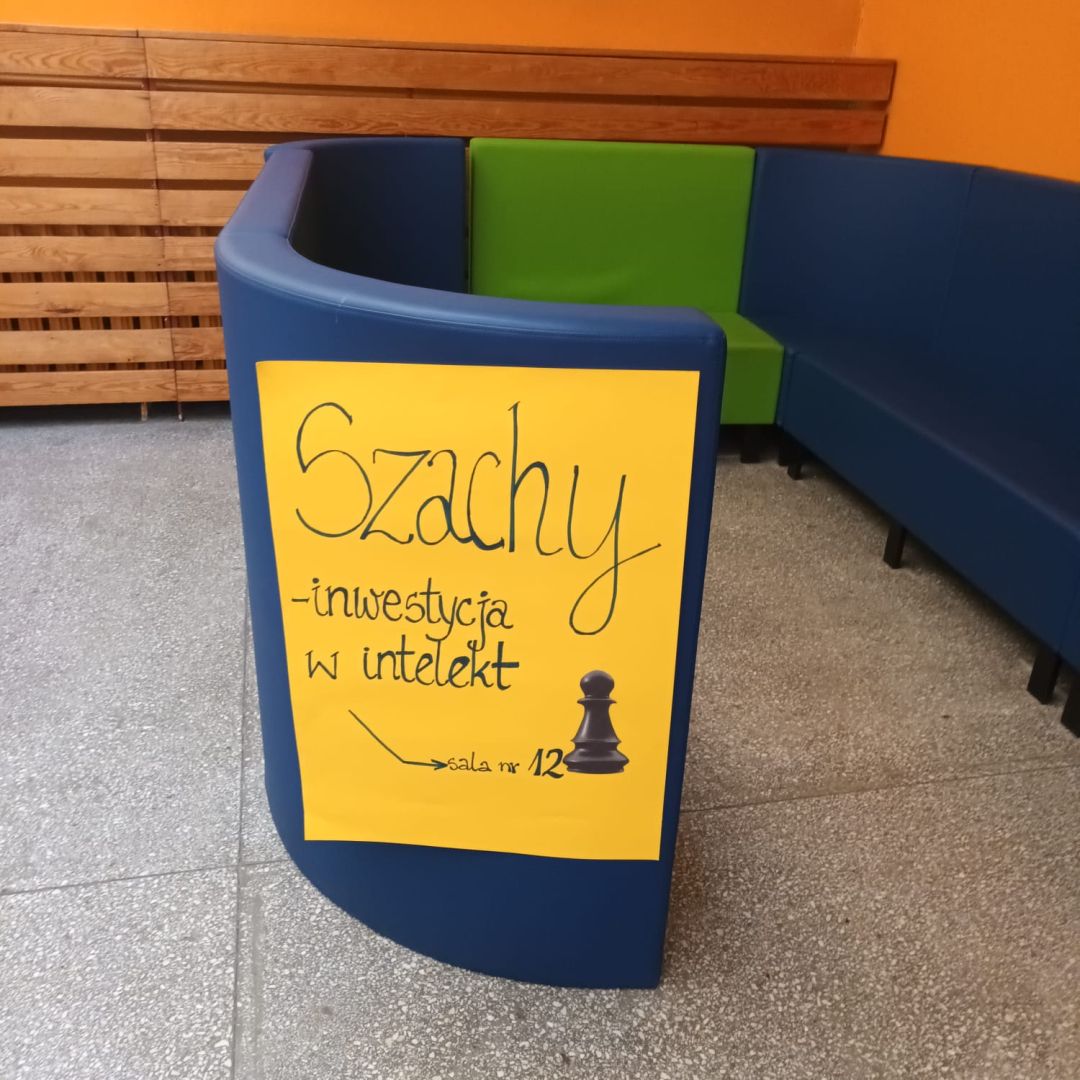 Szachy
-inwestycja
w intelekt
sala nr 12